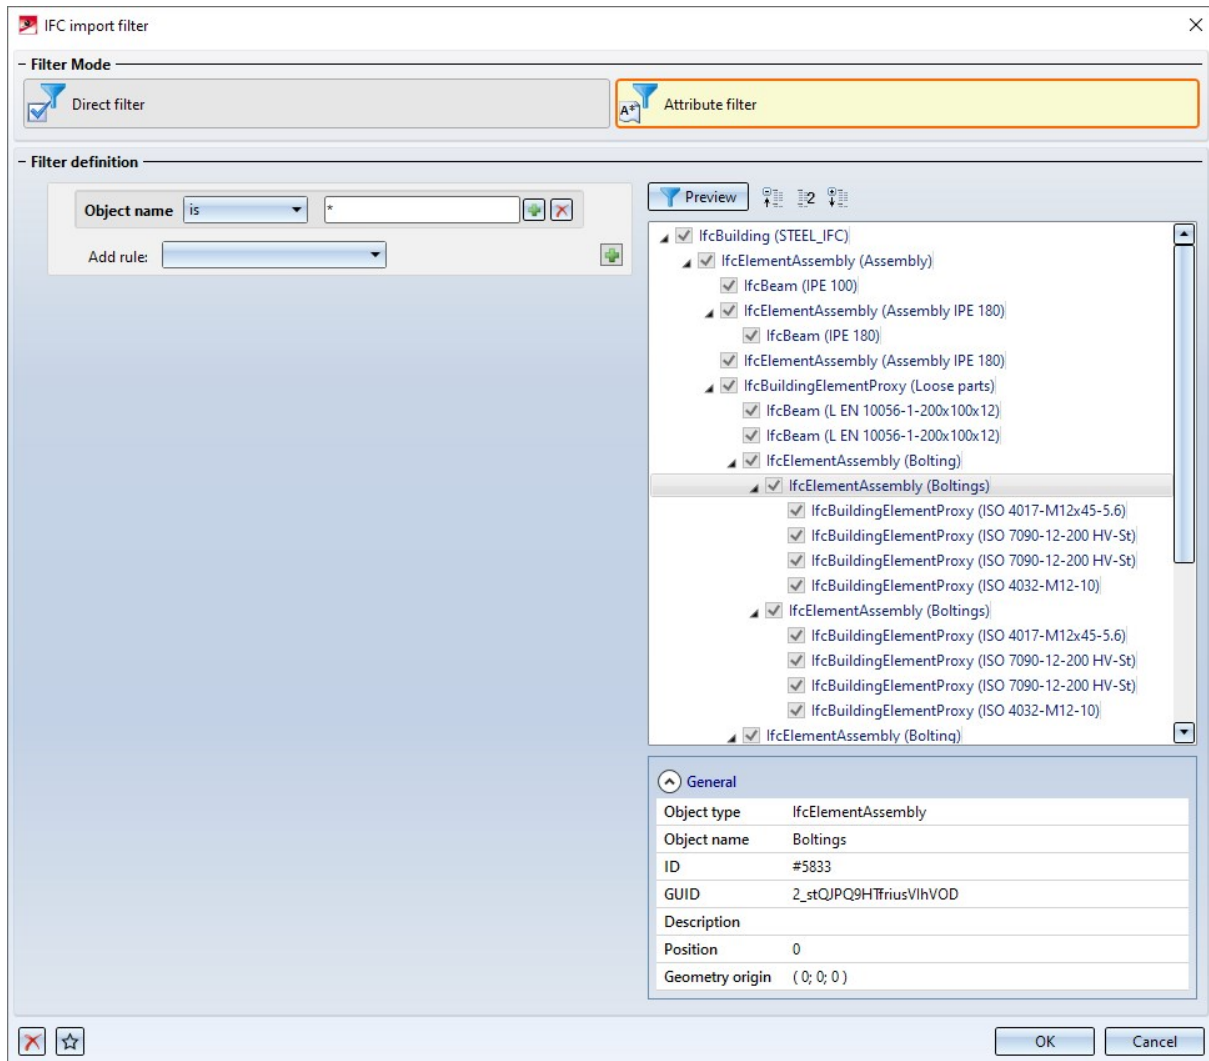 IFC import filter
Filter Mode
Direct filter
Attribute filter
Filter definition
Object name is *
Add rule:
Preview
2
IfcBuilding (STEEL_IFC)
IfcElementAssembly (Assembly)
IfcBeam (IPE 100)
IfcElementAssembly (Assembly IPE 180)
IfcBeam (IPE 180)
IfcElementAssembly (Assembly IPE 180)
IfcBuildingElementProxy (Loose parts)
IfcBeam (L EN 10056-1-200x100x12)
IfcBeam (L EN 10056-1-200x100x12)
IfcElementAssembly (Bolting)
IfcElementAssembly (Boltings)
IfcBuildingElementProxy (ISO 4017-M12x45-5.6)
IfcBuildingElementProxy (ISO 7090-12-200 HV-St)
IfcBuildingElementProxy (ISO 7090-12-200 HV-St)
IfcBuildingElementProxy (ISO 4032-M12-10)
IfcElementAssembly (Boltings)
IfcBuildingElementProxy (ISO 4017-M12x45-5.6)
IfcBuildingElementProxy (ISO 7090-12-200 HV-St)
IfcBuildingElementProxy (ISO 7090-12-200 HV-St)
IfcBuildingElementProxy (ISO 4032-M12-10)
IfcElementAssembly (Bolting)
General
Object type IfcElementAssembly
Object name Boltings
ID #5833
GUID
Description
Position 0
Geometry origin ( 0; 0; 0 )
OK
Cancel